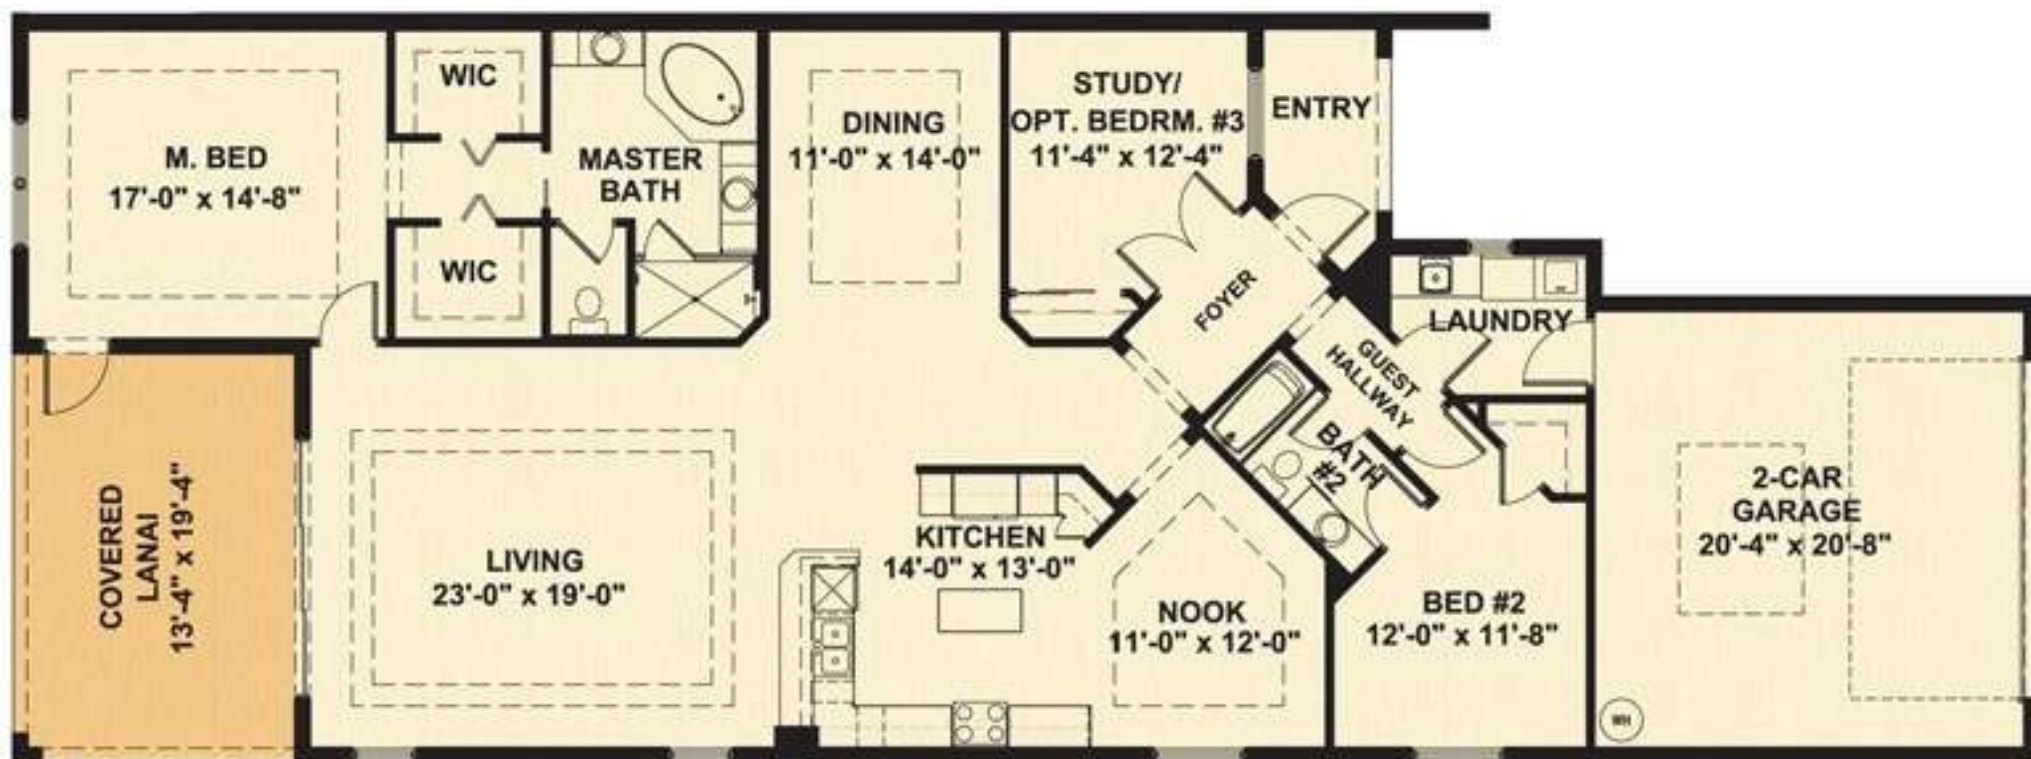 M. BED
17'-0" x 14'-8"
WIC
WIC
MASTER
BATH
DINING
11'-0" x 14'-0"
STUDY/
OPT. BEDRM. #3
11'-4" x 12'-4"
ENTRY
FOYER
LAUNDRY
GUEST
HALLWAY
BATH
#2
COVERED
LANAI
13'-4" x 19'-4"
LIVING
23'-0" x 19'-0"
KITCHEN
14'-0" x 13'-0"
NOOK
11'-0" x 12'-0"
BED #2
12'-0" x 11'-8"
2-CAR
GARAGE
20'-4" x 20'-8"
WH